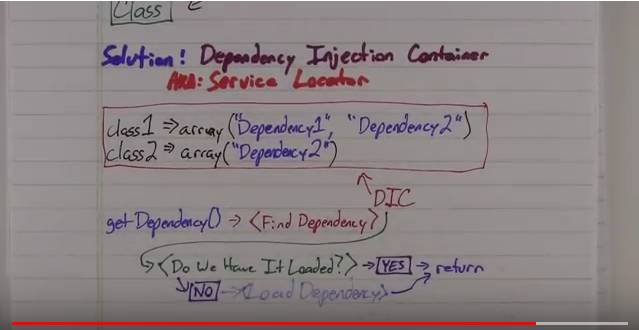 Class E
Solution! Dependency Injection Container
AKA: Service Locator
class1 => array("Dependency1", "Dependency2")
class2 => array("Dependency2")
DIC
getDependency() → <Find Dependency>
<Do We Have It Loaded?> → YES → return
NO → <Load Dependency>